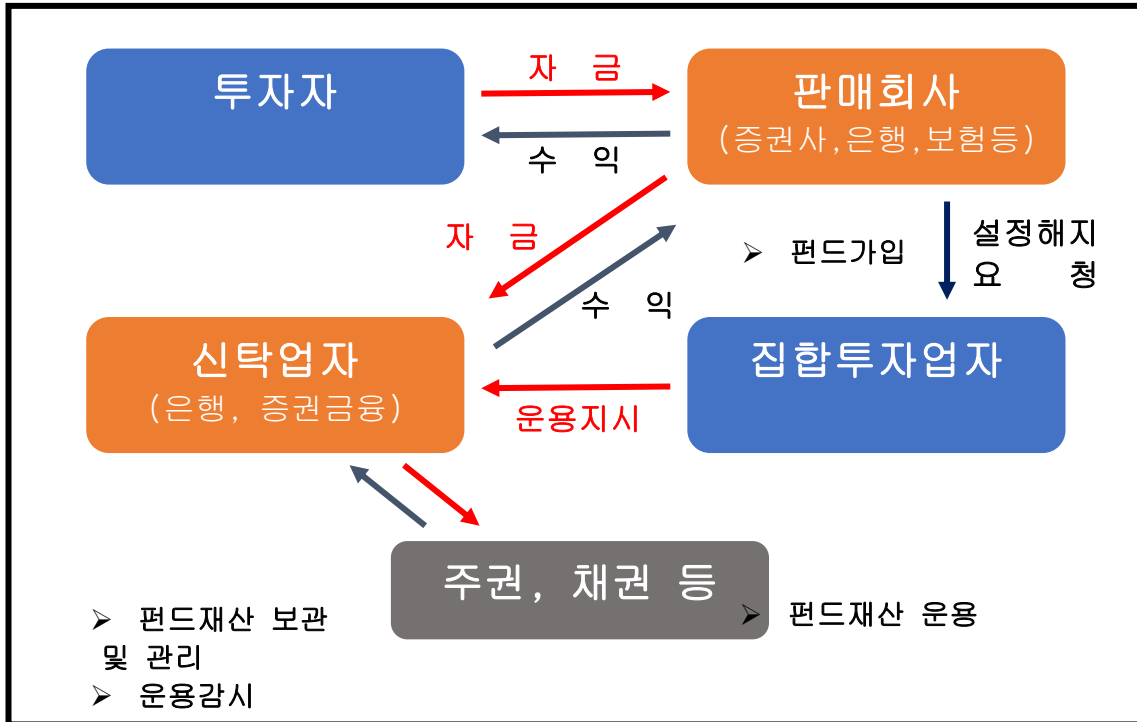 투자자
자 금
수 익
판매회사
(증권사,은행,보험등)
자 금
수 익
➢ 펀드가입
설정해지
요 청
신탁업자
(은행, 증권금융)
운용지시
집합투자업자
주권, 채권 등
➢ 펀드재산 보관
및 관리
➢ 운용감시
➢ 펀드재산 운용